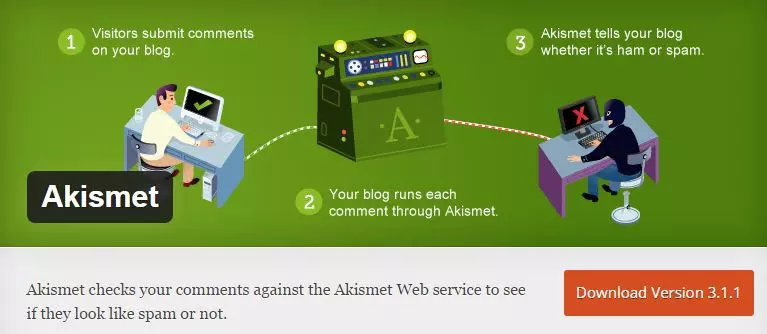 1 Visitors submit comments
on your blog.
3 Akismet tells your blog
whether it's ham or spam.
A
Akismet
2 Your blog runs each
comment through Akismet.
Akismet checks your comments against the Akismet Web service to see
if they look like spam or not.
Download Version 3.1.1